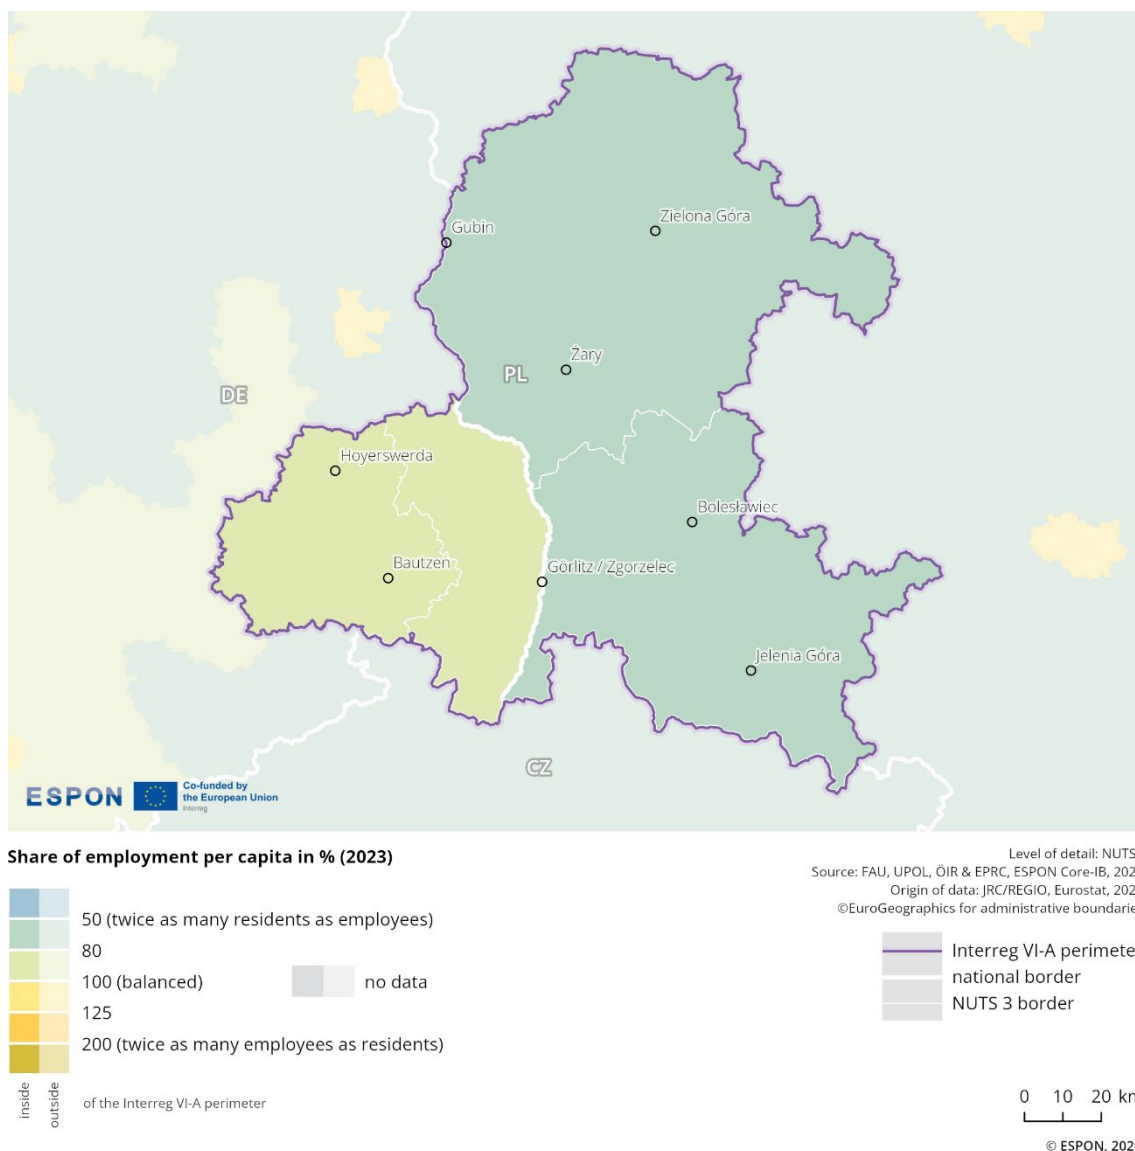 Gubin
Zielona Góra
Żary
PL
DE
Hoyerswerda
Bolesławiec
Bautzen
Görlitz / Zgorzelec
Jelenia Góra
CZ
ESPON
Co-funded by
the European Union
Interreg
Share of employment per capita in % (2023)
50 (twice as many residents as employees)
80
100 (balanced)
125
200 (twice as many employees as residents)
no data
inside
outside
of the Interreg VI-A perimeter
Level of detail: NUTS
Source: FAU, UPOL, ÖIR & EPRC, ESPON Core-IB, 202
Origin of data: JRC/REGIO, Eurostat, 202
©EuroGeographics for administrative boundarie
Interreg VI-A perimete
national border
NUTS 3 border
0 10 20 km
© ESPON, 202